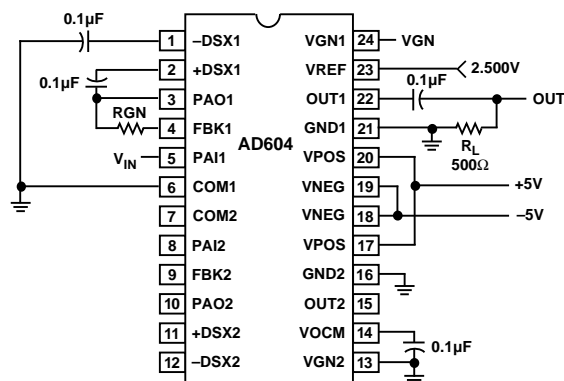 0.1µF
1 –DSX1
VGN1 24 VGN
0.1µF
2 +DSX1
VREF 23 2.500V
3 PAO1
OUT1 22 0.1µF OUT
RGN
4 FBK1
GND1 21
AD604
RL
500Ω
VIN 5 PAI1
VPOS 20
6 COM1
VNEG 19 +5V
7 COM2
VNEG 18 –5V
8 PAI2
VPOS 17
9 FBK2
GND2 16
10 PAO2
OUT2 15
11 +DSX2
VOCM 14
0.1µF
12 –DSX2
VGN2 13